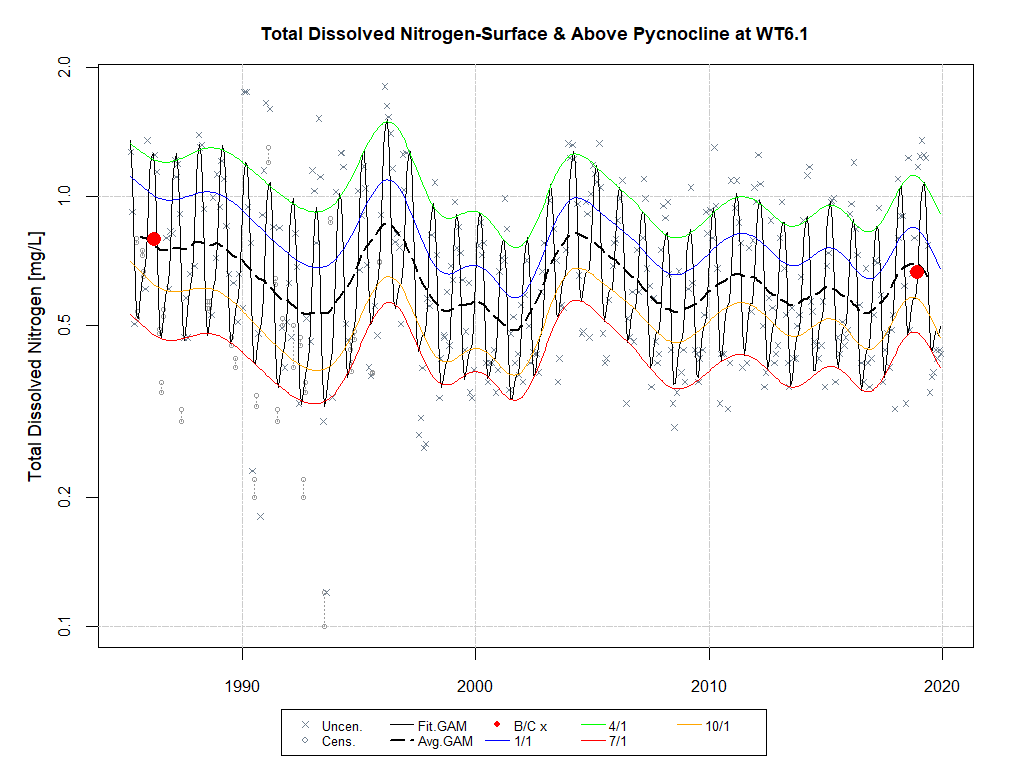 Total Dissolved Nitrogen-Surface & Above Pycnocline at WT6.1
Total Dissolved Nitrogen [mg/L]
2.0
1.5
1.0
0.5
0.2
0.1
1990 2000 2010 2020
Uncen. Fit.GAM B/C x 4/1 10/1
Cens. Avg.GAM 1/1 7/1